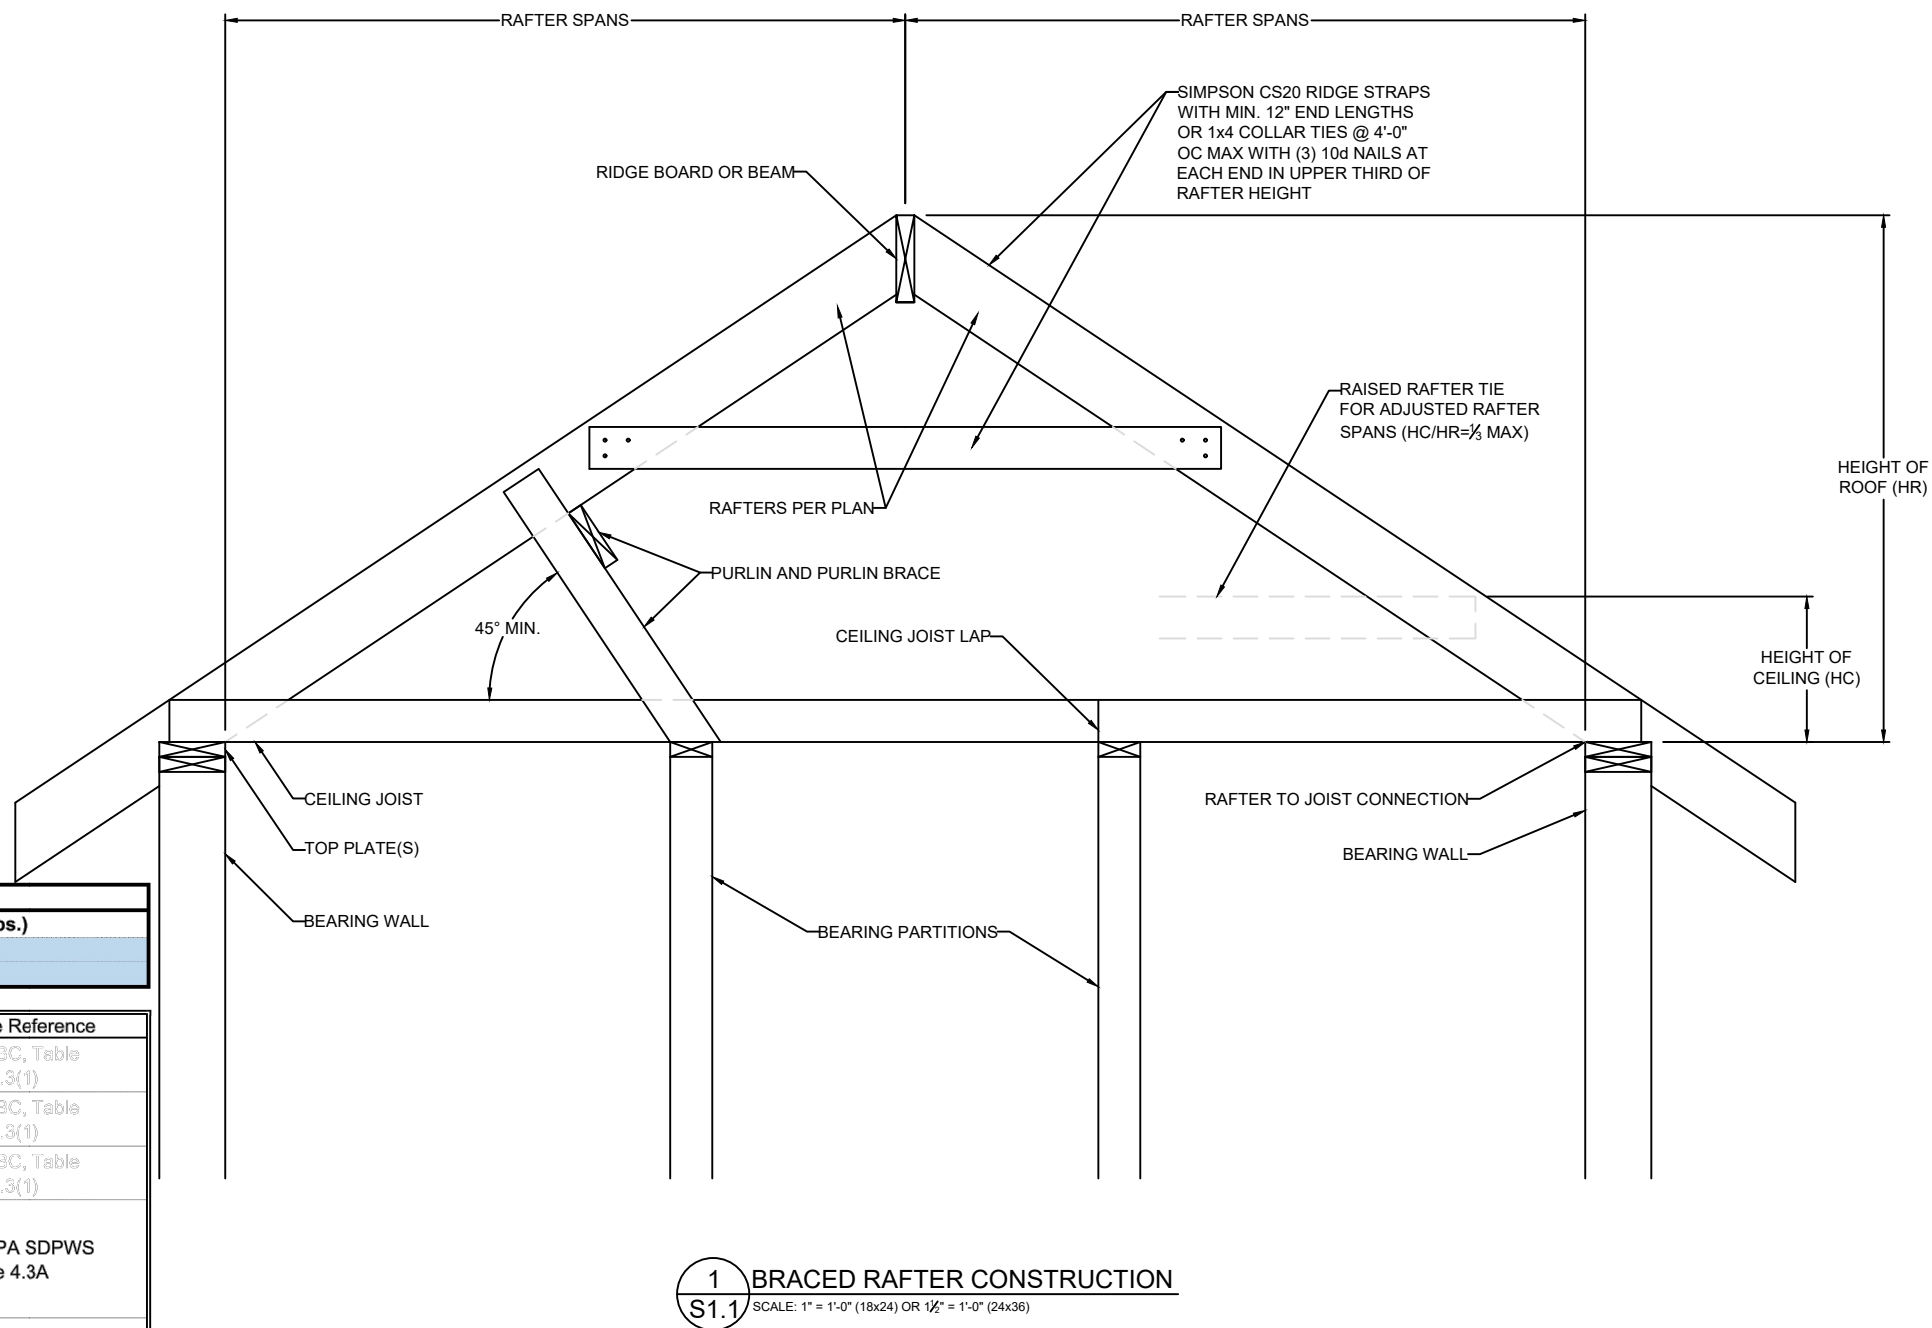 RAFTER SPANS
RAFTER SPANS
SIMPSON CS20 RIDGE STRAPS
WITH MIN. 12" END LENGTHS
OR 1x4 COLLAR TIES @ 4'-0"
OC MAX WITH (3) 10d NAILS AT
EACH END IN UPPER THIRD OF
RAFTER HEIGHT
RIDGE BOARD OR BEAM
RAISED RAFTER TIE
FOR ADJUSTED RAFTER
SPANS (HC/HR=⅓ MAX)
HEIGHT OF
ROOF (HR)
RAFTERS PER PLAN
PURLIN AND PURLIN BRACE
45° MIN.
CEILING JOIST LAP
HEIGHT OF
CEILING (HC)
CEILING JOIST
RAFTER TO JOIST CONNECTION
TOP PLATE(S)
BEARING WALL
BEARING WALL
BEARING PARTITIONS
Reference
Table
.3(1)
Table
.3(1)
Table
.3(1)
PA SDPWS
4.3A
1
S1.1
BRACED RAFTER CONSTRUCTION
SCALE: 1" = 1'-0" (18x24) OR 1½" = 1'-0" (24x36)